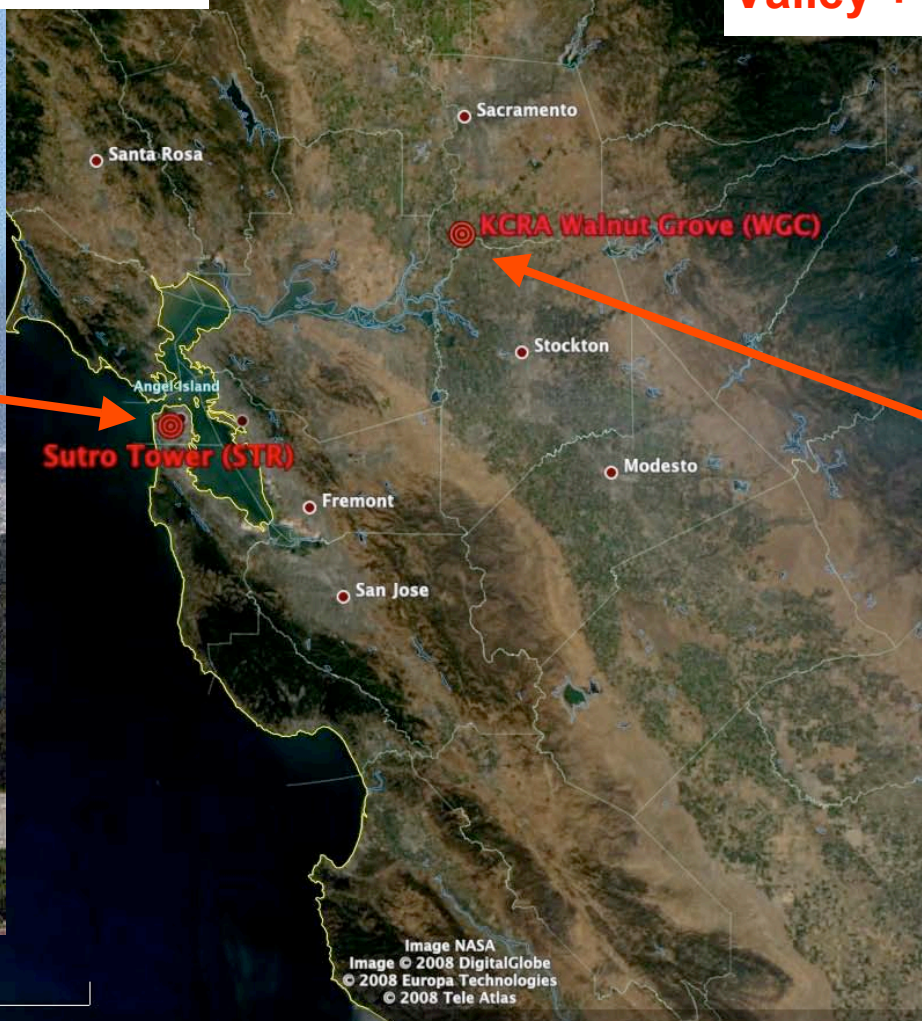 Valley
Sacramento
Santa Rosa
KCRA Walnut Grove (WGC)
Stockton
Angel Island
Sutro Tower (STR)
Modesto
Fremont
San Jose
Image NASA
Image © 2008 DigitalGlobe
© 2008 Europa Technologies
© 2008 Tele Atlas